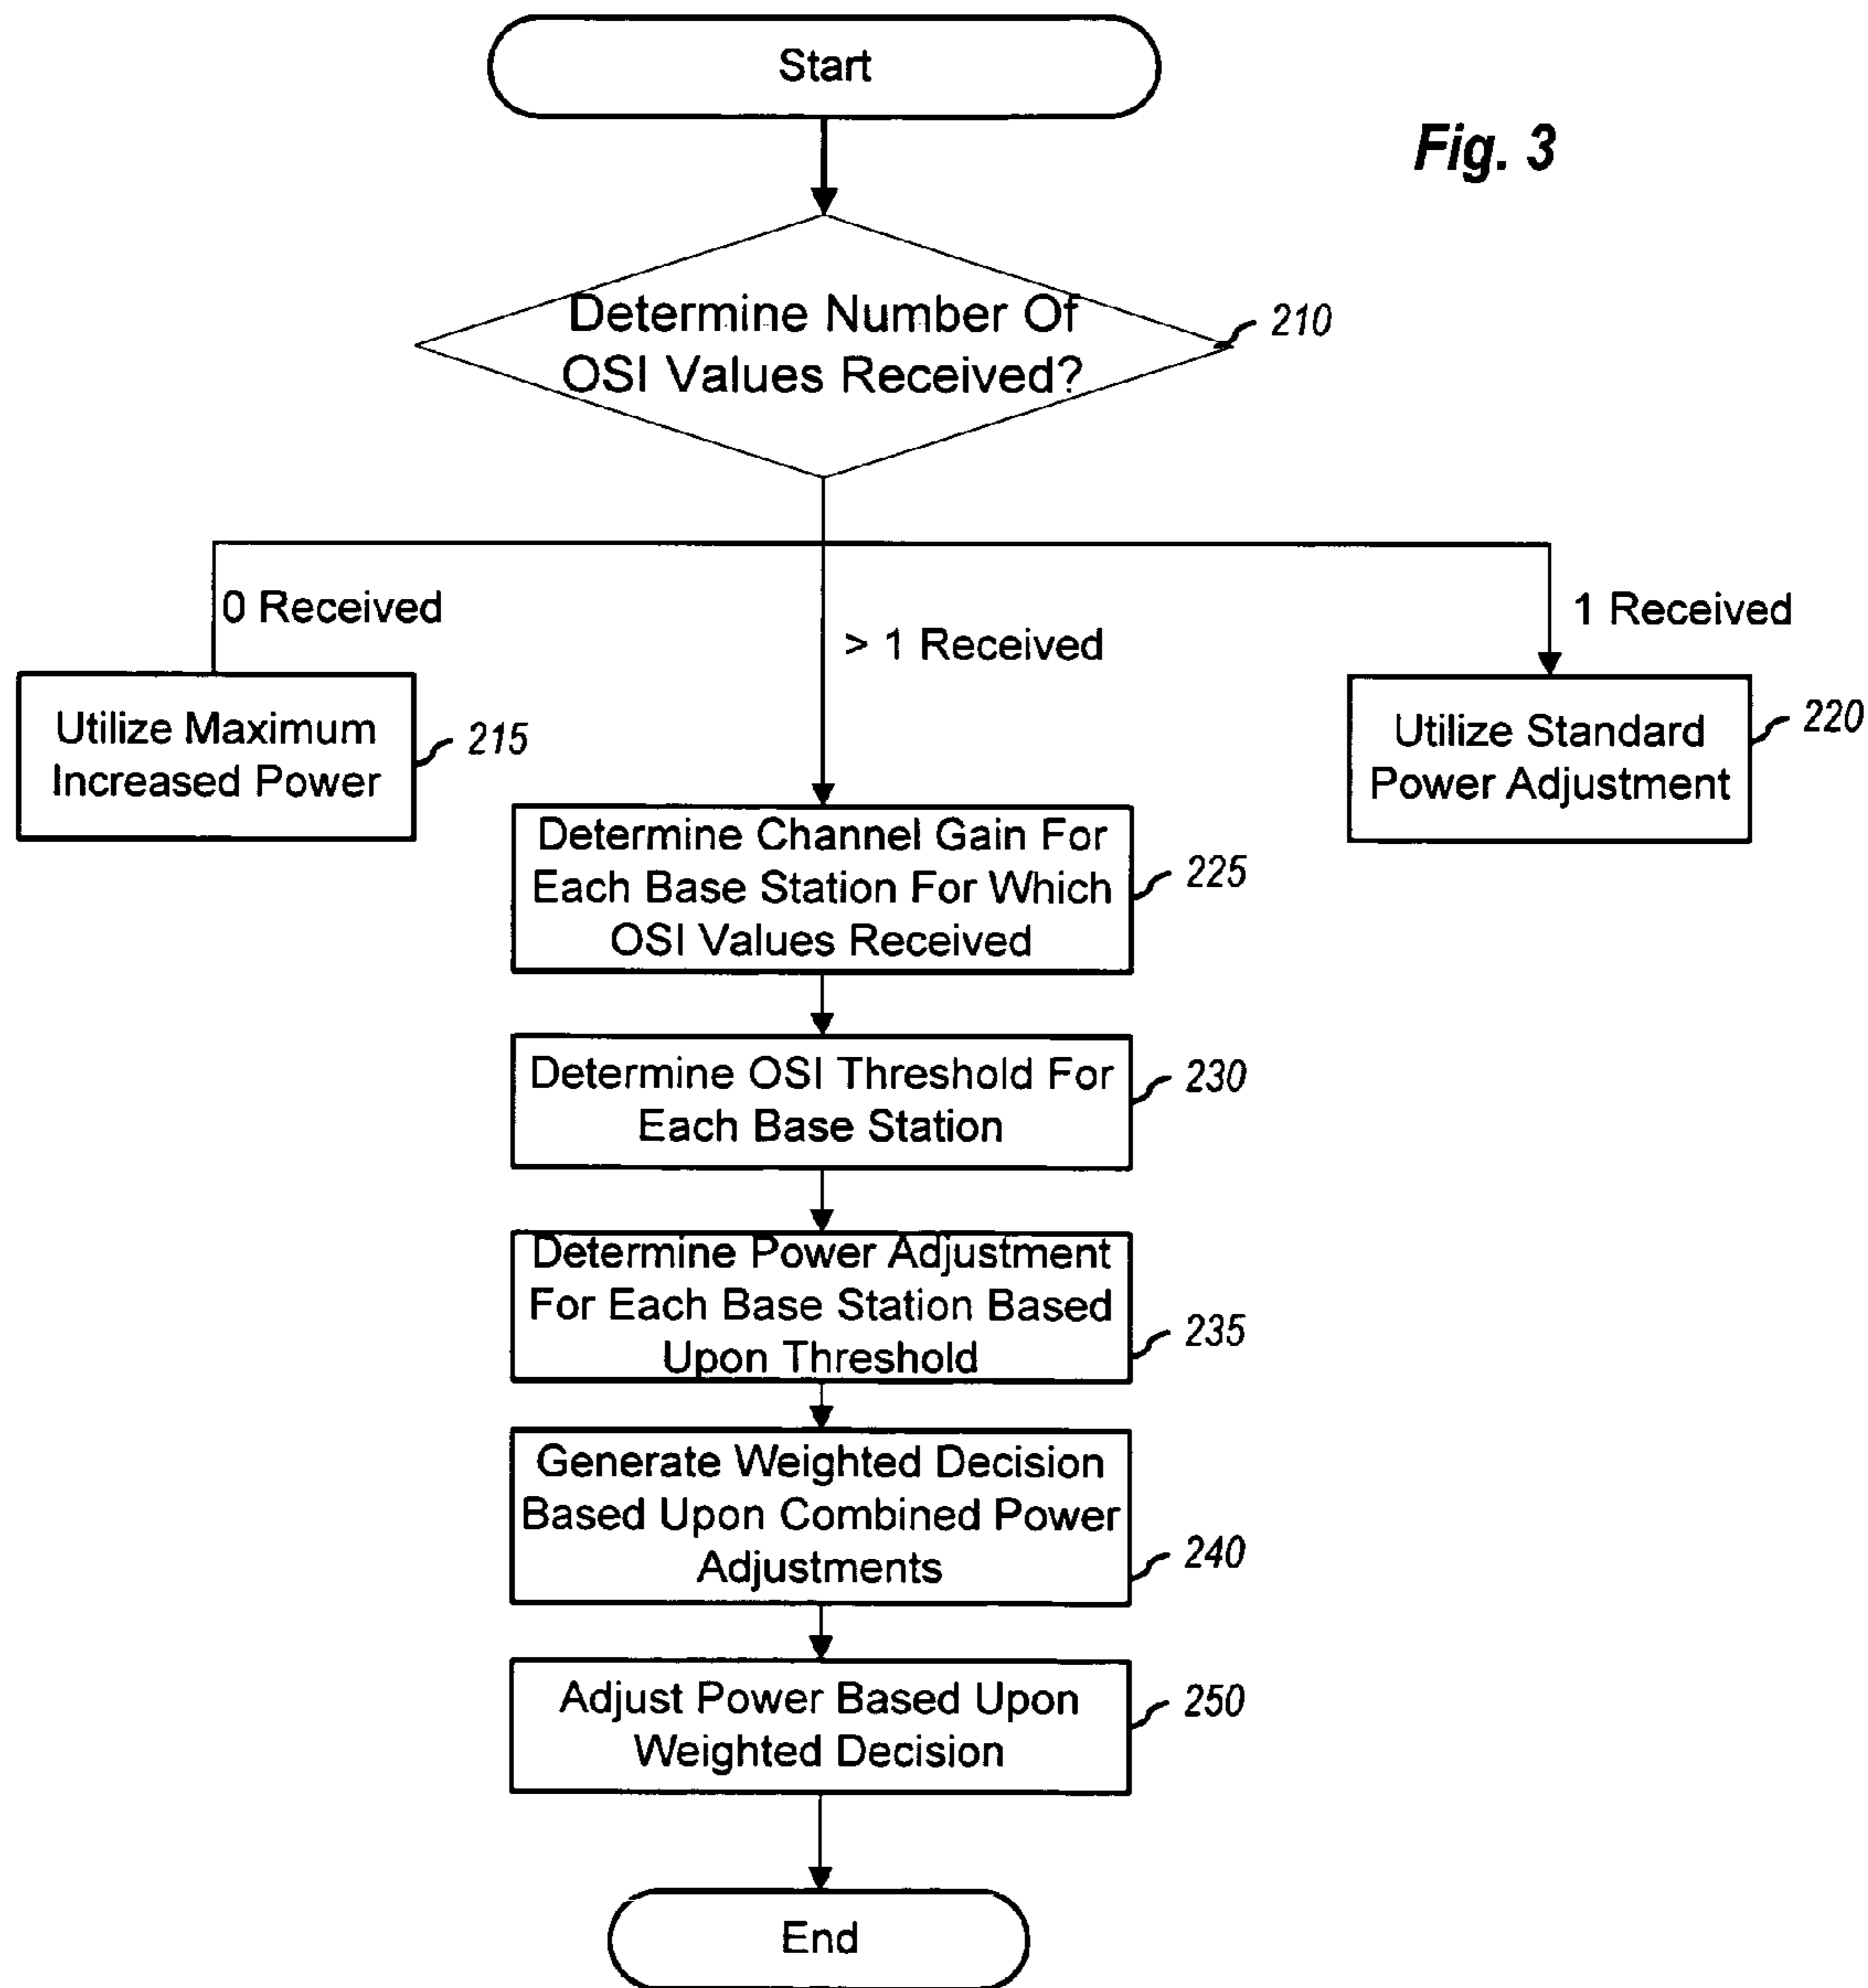 Start
Fig. 3
Determine Number Of
OSI Values Received?
210
0 Received
> 1 Received
1 Received
Utilize Maximum
Increased Power
215
Utilize Standard
Power Adjustment
220
Determine Channel Gain For
Each Base Station For Which
OSI Values Received
225
Determine OSI Threshold For
Each Base Station
230
Determine Power Adjustment
For Each Base Station Based
Upon Threshold
235
Generate Weighted Decision
Based Upon Combined Power
Adjustments
240
Adjust Power Based Upon
Weighted Decision
250
End